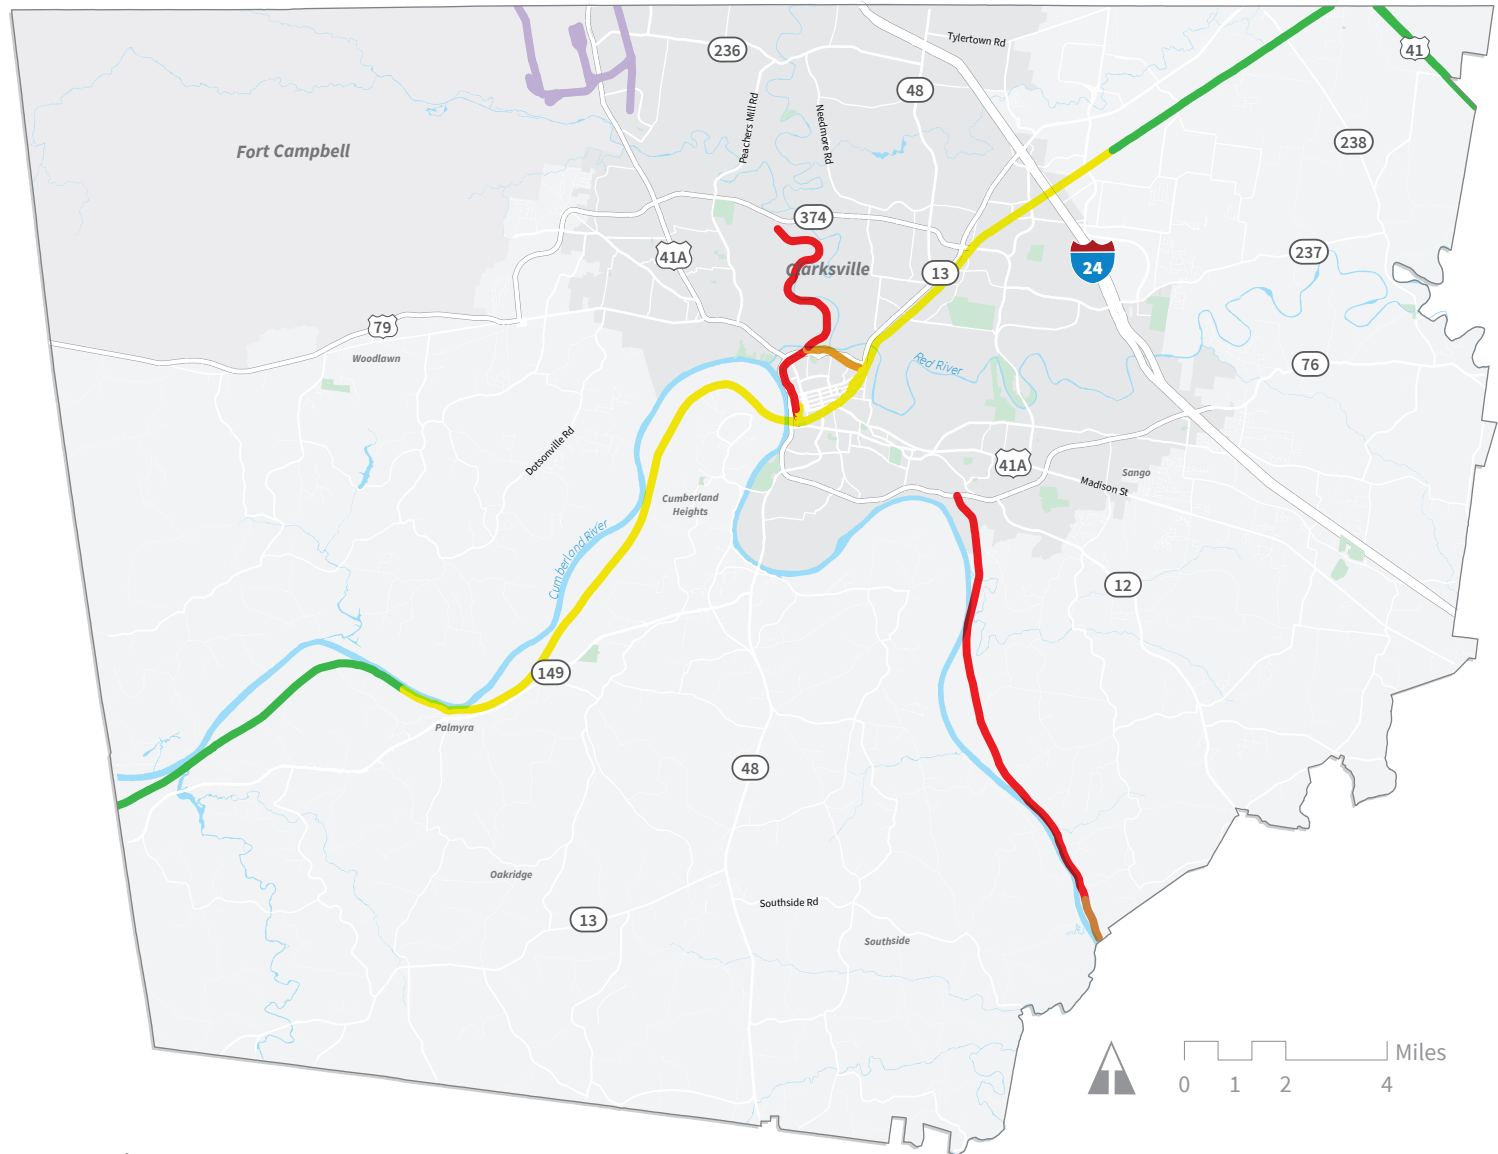 Tylertown Rd
236
41
48
Peachers Mill Rd
Needmore Rd
238
Fort Campbell
374
41A
237
Clarksville
13
24
79
Woodlawn
Red River
76
Dotsonville Rd
41A
Sango
Madison St
Cumberland
Heights
Cumberland River
12
149
Palmyra
48
Oakridge
Southside Rd
13
Southside
Miles
0 1 2 4